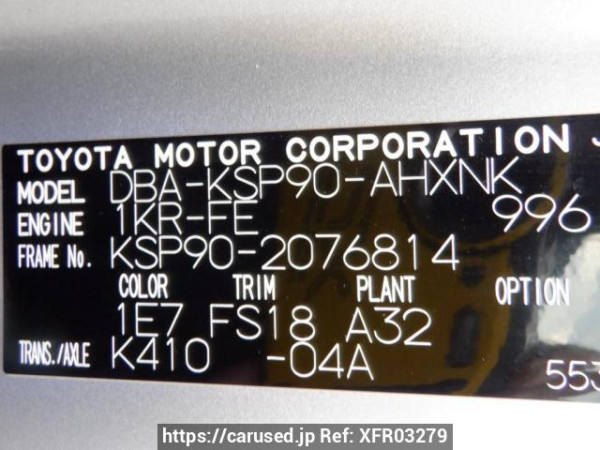 TOYOTA MOTOR CORPORATION J
MODEL DBA-KSP90-AHXNK
ENGINE 1KR-FE 996
FRAME No. KSP90-2076814
COLOR TRIM PLANT OPTION
1E7 FS18 A32
TRANS./AXLE K410 -04A 553
https://carused.jp Ref: XFR03279